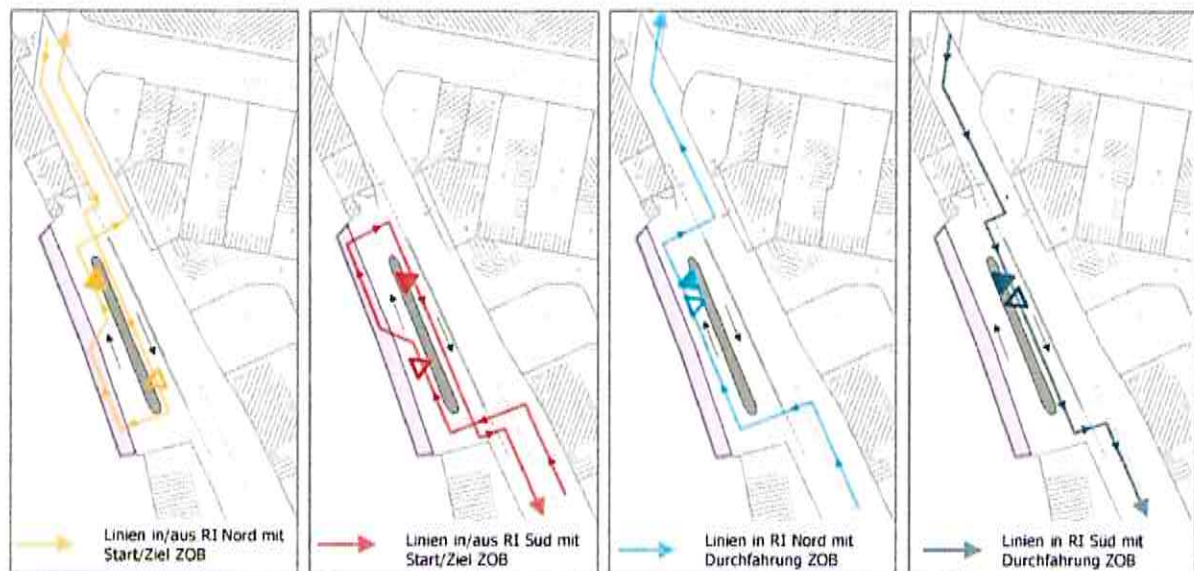 Linien in/aus RI Nord mit
Start/Ziel ZOB
Linien in/aus RI Süd mit
Start/Ziel ZOB
Linien in RI Nord mit
Durchfahrung ZOB
Linien in RI Süd mit
Durchfahrung ZOB